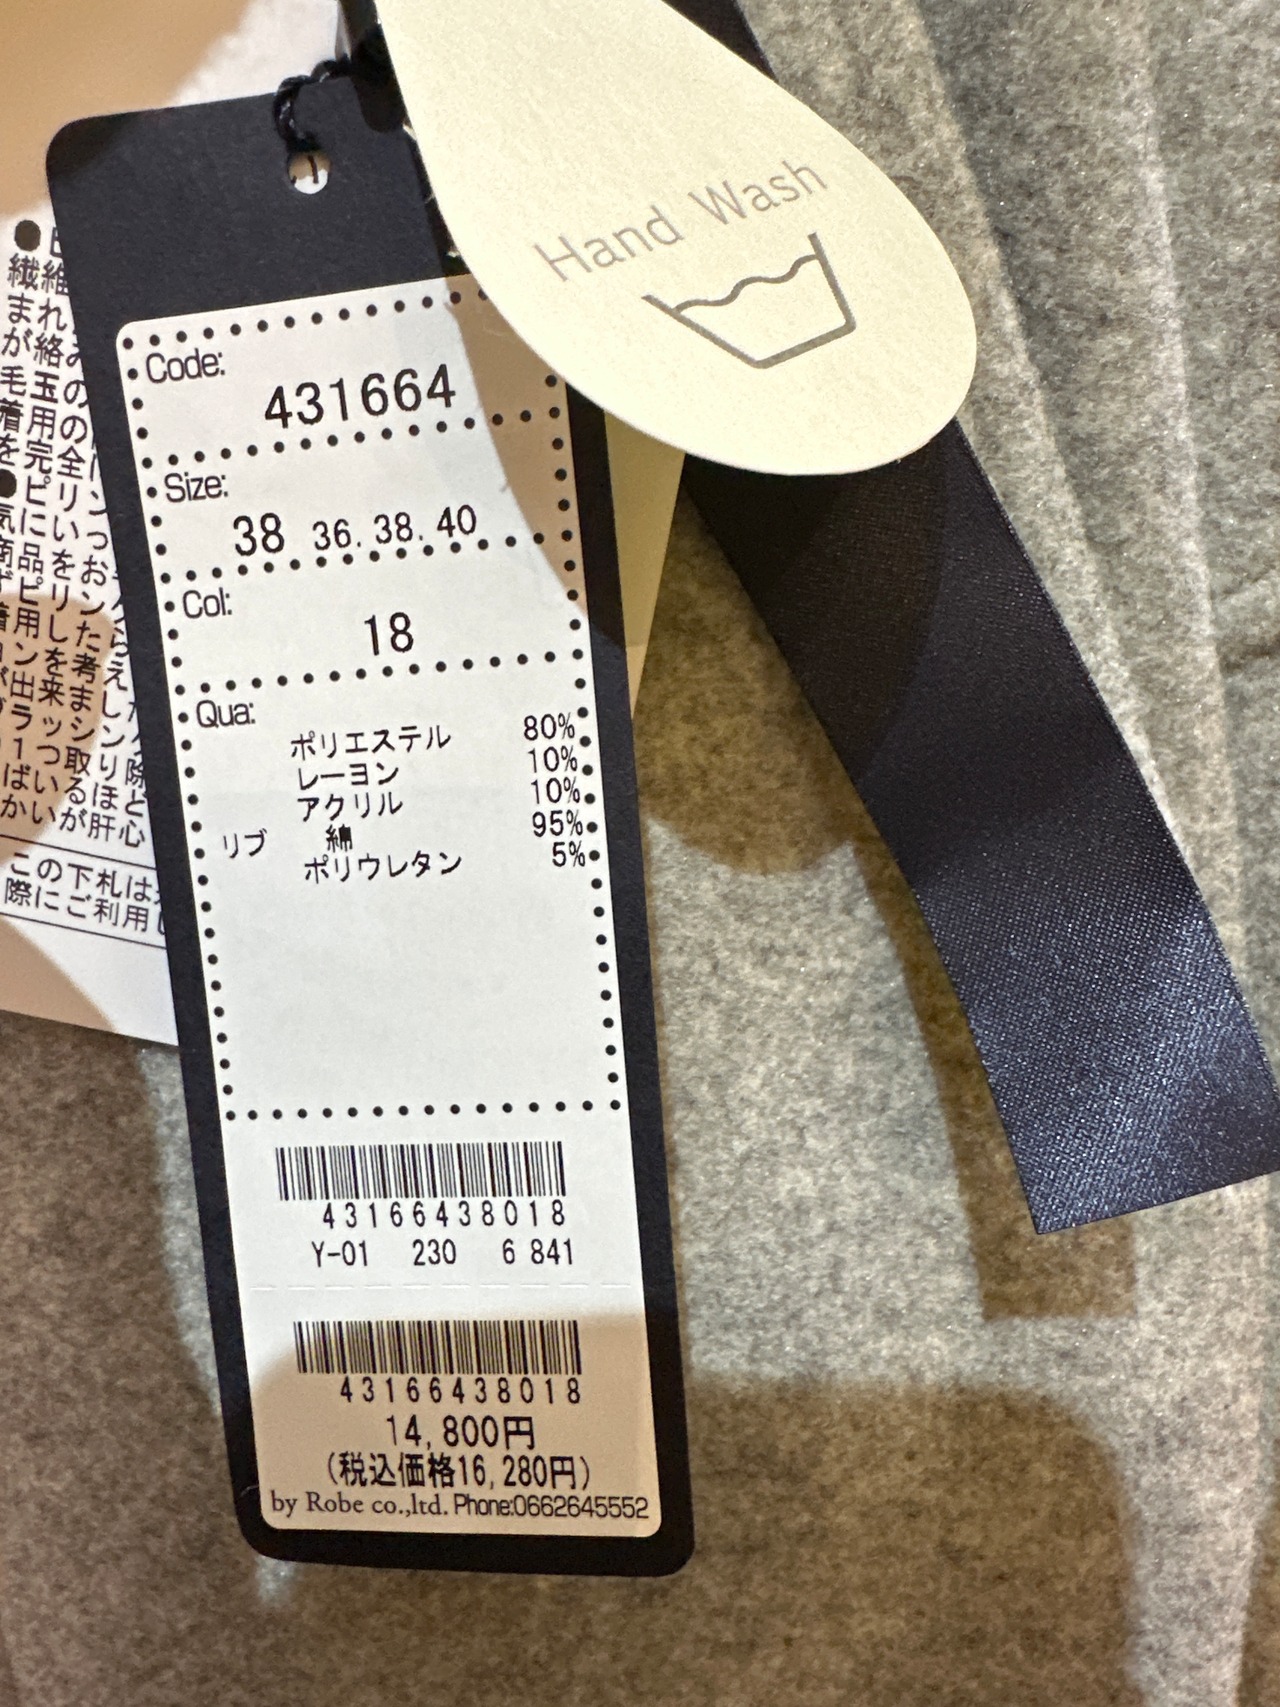 Hand Wash
Code:
431664
Size:
38 36. 38. 40
Col:
18
Qua:
ポリエステル 80%
レーヨン 10%
アクリル 10%
リブ 綿 95%
ポリウレタン 5%
43166438018
Y-01 230 6 841
43166438018
14,800円
(税込価格16,280円)
by Robe co.,ltd. Phone:0662645552
繊維
まれ
が絡み
毛玉の
着用の
を完全
●ピリン
気にいっ
商品をお
ずピリン
着用した
ョンを考え
が出来まし
ブラッシン
1つ取り除
ばいるほど
かいが肝心
この下札は
際にご利用し